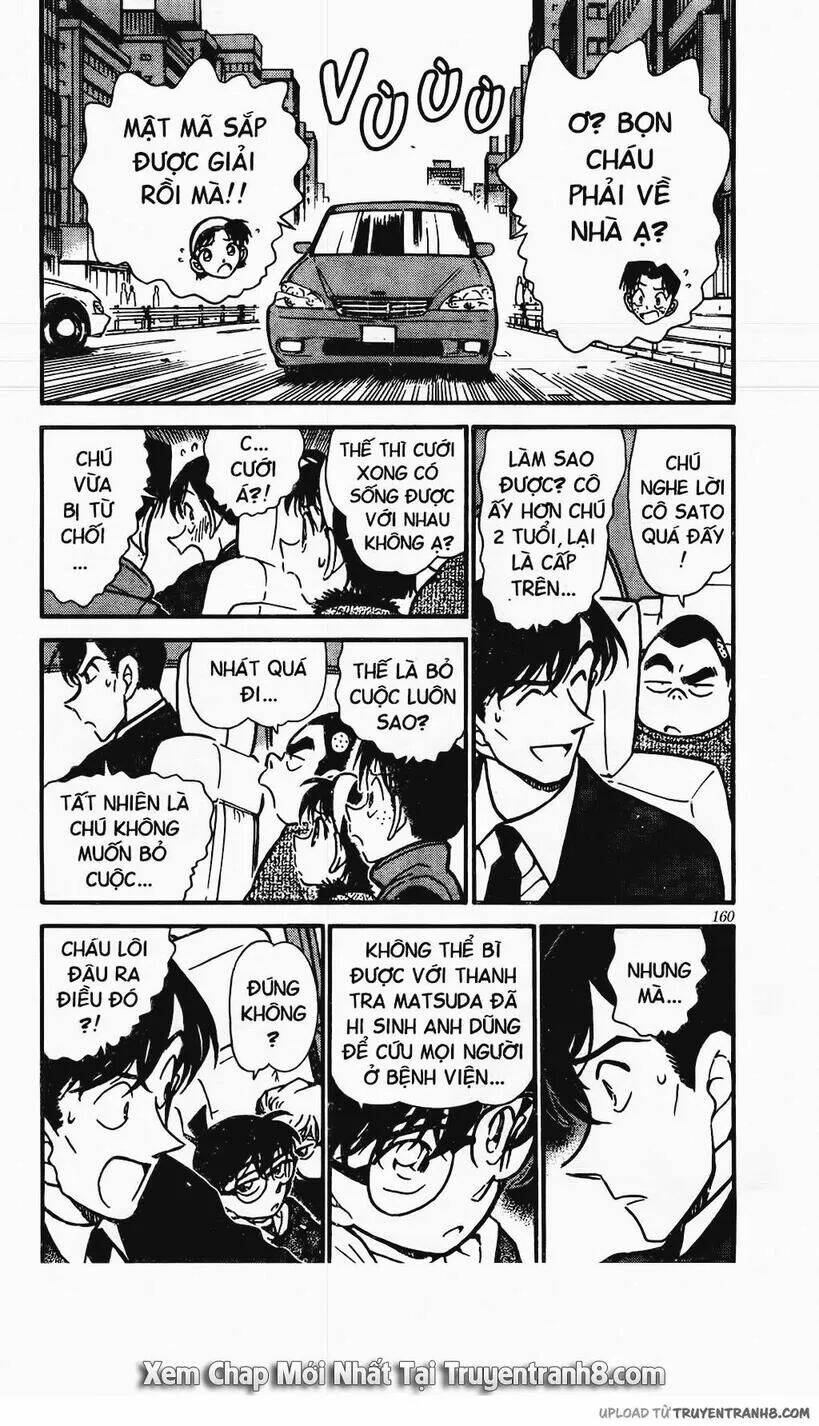 Ơ? BỌN
CHÁU
PHẢI VỀ
NHÀ Ạ?
VÙÙÙ
MẬT MÃ SẮP
ĐƯỢC GIẢI
RỒI MÀ!!
CHÚ
NGHE LỜI
CÔ SATO
QUÁ ĐẤY
!
LÀM SAO
ĐƯỢC? CÔ
ẤY HƠN CHÚ
2 TUỔI, LẠI
LÀ CẤP
TRÊN...
THẾ THÌ CƯỚI
XONG CÓ
SỐNG ĐƯỢC
VỚI NHAU
KHÔNG Ạ?
C...
CƯỚI
Á?!
CHÚ
VỪA
BỊ TỪ
CHỐI
...
THẾ LÀ BỎ
CUỘC LUÔN
SAO?
NHÁT QUÁ
ĐI...
TẤT NHIÊN LÀ
CHÚ KHÔNG
MUỐN BỎ
CUỘC...
160
NHƯNG
MÀ...
KHÔNG THỂ BÌ
ĐƯỢC VỚI THANH
TRA MATSUDA ĐÃ
HI SINH ANH DŨNG
ĐỂ CỨU MỌI NGƯỜI
Ở BỆNH VIỆN...
ĐÚNG
KHÔNG
?
CHÁU LÔI
ĐÂU RA
ĐIỀU ĐÓ
?!
Xem Chap Mới Nhất Tại Truyentranh8.com
UPLOAD TỪ TRUYENTRANH8.COM